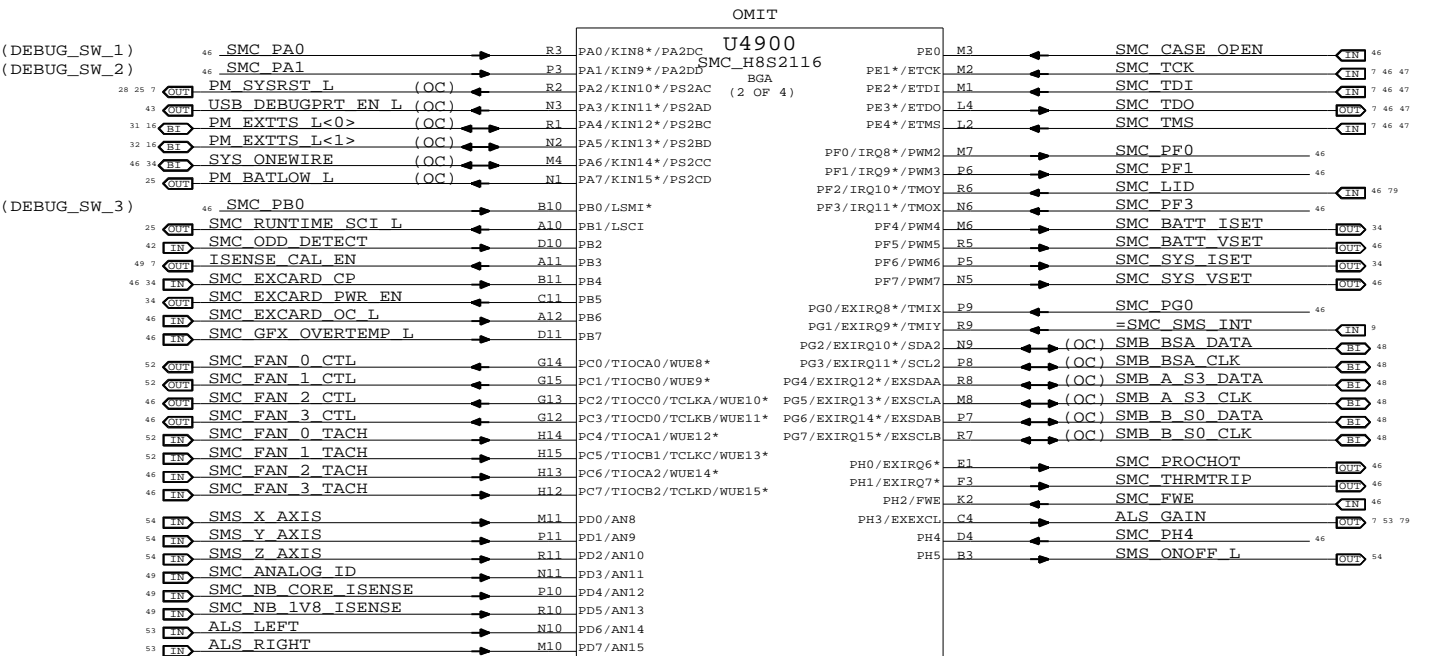 OMIT
U4900
SMC_H8S2116
BGA
(2 OF 4)
(DEBUG_SW_1) 46 SMC_PA0 R3 PA0/KIN8*/PA2DC
(DEBUG_SW_2) 46 SMC_PA1 P3 PA1/KIN9*/PA2DD
28 25 7 OUT PM_SYSRST_L (OC) R2 PA2/KIN10*/PS2AC
43 OUT USB_DEBUGPRT_EN_L (OC) N3 PA3/KIN11*/PS2AD
31 16 BI PM_EXTTS_L<0> (OC) R1 PA4/KIN12*/PS2BC
32 16 BI PM_EXTTS_L<1> (OC) N2 PA5/KIN13*/PS2BD
46 34 BI SYS_ONEWIRE (OC) M4 PA6/KIN14*/PS2CC
25 OUT PM_BATLOW_L (OC) N1 PA7/KIN15*/PS2CD
(DEBUG_SW_3) 46 SMC_PB0 B10 PB0/LSMI*
25 OUT SMC_RUNTIME_SCI_L A10 PB1/LSCI
42 IN SMC_ODD_DETECT D10 PB2
49 7 OUT ISENSE_CAL_EN A11 PB3
46 34 IN SMC_EXCARD_CP B11 PB4
34 OUT SMC_EXCARD_PWR_EN C11 PB5
46 IN SMC_EXCARD_OC_L A12 PB6
46 IN SMC_GFX_OVERTEMP_L D11 PB7
52 OUT SMC_FAN_0_CTL G14 PC0/TIOCA0/WUE8*
52 OUT SMC_FAN_1_CTL G15 PC1/TIOCB0/WUE9*
46 OUT SMC_FAN_2_CTL G13 PC2/TIOCC0/TCLKA/WUE10*
46 OUT SMC_FAN_3_CTL G12 PC3/TIOCD0/TCLKB/WUE11*
52 IN SMC_FAN_0_TACH H14 PC4/TIOCA1/WUE12*
52 IN SMC_FAN_1_TACH H15 PC5/TIOCB1/TCLKC/WUE13*
46 IN SMC_FAN_2_TACH H13 PC6/TIOCA2/WUE14*
46 IN SMC_FAN_3_TACH H12 PC7/TIOCB2/TCLKD/WUE15*
54 IN SMS_X_AXIS M11 PD0/AN8
54 IN SMS_Y_AXIS P11 PD1/AN9
54 IN SMS_Z_AXIS R11 PD2/AN10
49 IN SMC_ANALOG_ID N11 PD3/AN11
49 IN SMC_NB_CORE_ISENSE P10 PD4/AN12
49 IN SMC_NB_1V8_ISENSE R10 PD5/AN13
53 IN ALS_LEFT N10 PD6/AN14
53 IN ALS_RIGHT M10 PD7/AN15
PE0 M3 SMC_CASE_OPEN IN 46
PE1*/ETCK M2 SMC_TCK IN 7 46 47
PE2*/ETDI M1 SMC_TDI IN 7 46 47
PE3*/ETDO L4 SMC_TDO OUT 7 46 47
PE4*/ETMS L2 SMC_TMS IN 7 46 47
PF0/IRQ8*/PWM2 M7 SMC_PF0 46
PF1/IRQ9*/PWM3 P6 SMC_PF1 46
PF2/IRQ10*/TMOY R6 SMC_LID IN 46 79
PF3/IRQ11*/TMOX N6 SMC_PF3 46
PF4/PWM4 M6 SMC_BATT_ISET OUT 34
PF5/PWM5 R5 SMC_BATT_VSET OUT 46
PF6/PWM6 P5 SMC_SYS_ISET OUT 34
PF7/PWM7 N5 SMC_SYS_VSET OUT 46
PG0/EXIRQ8*/TMIX P9 SMC_PG0 46
PG1/EXIRQ9*/TMIY R9 =SMC_SMS_INT IN 9
PG2/EXIRQ10*/SDA2 N9 (OC) SMB_BSA_DATA BI 48
PG3/EXIRQ11*/SCL2 P8 (OC) SMB_BSA_CLK BI 48
PG4/EXIRQ12*/EXSDAA R8 (OC) SMB_A_S3_DATA BI 48
PG5/EXIRQ13*/EXSCLA M8 (OC) SMB_A_S3_CLK BI 48
PG6/EXIRQ14*/EXSDAB P7 (OC) SMB_B_S0_DATA BI 48
PG7/EXIRQ15*/EXSCLB R7 (OC) SMB_B_S0_CLK BI 48
PH0/EXIRQ6* E1 SMC_PROCHOT OUT 46
PH1/EXIRQ7* F3 SMC_THRMTRIP OUT 46
PH2/FWE K2 SMC_FWE IN 46
PH3/EXEXCL C4 ALS_GAIN OUT 7 53 79
PH4 D4 SMC_PH4 46
PH5 B3 SMS_ONOFF_L OUT 54